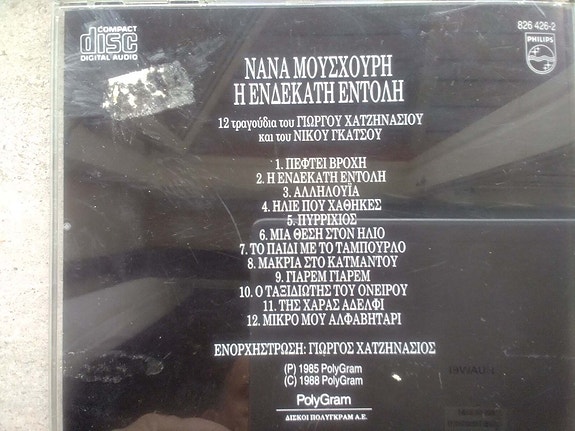 COMPACT
disc
DIGITAL AUDIO
826 426-2
PHILIPS
ΝΑΝΑ ΜΟΥΣΧΟΥΡΗ
Η ΕΝΔΕΚΑΤΗ ΕΝΤΟΛΗ
12 τραγούδια του ΓΙΩΡΓΟΥ ΧΑΤΖΗΝΑΣΙΟΥ
και του ΝΙΚΟΥ ΓΚΑΤΣΟΥ
1. ΠΕΦΤΕΙ ΒΡΟΧΗ
2. Η ΕΝΔΕΚΑΤΗ ΕΝΤΟΛΗ
3. ΑΛΛΗΛΟΥΪΑ
4. ΗΛΙΕ ΠΟΥ ΧΑΘΗΚΕΣ
5. ΠΥΡΡΙΧΙΟΣ
6. ΜΙΑ ΘΕΣΗ ΣΤΟΝ ΗΛΙΟ
7. ΤΟ ΠΑΙΔΙ ΜΕ ΤΟ ΤΑΜΠΟΥΡΛΟ
8. ΜΑΚΡΙΑ ΣΤΟ ΚΑΤΜΑΝΤΟΥ
9. ΓΙΑΡΕΜ ΓΙΑΡΕΜ
10. Ο ΤΑΞΙΔΙΩΤΗΣ ΤΟΥ ΟΝΕΙΡΟΥ
11. ΤΗΣ ΧΑΡΑΣ ΑΔΕΛΦΙ
12. ΜΙΚΡΟ ΜΟΥ ΑΛΦΑΒΗΤΑΡΙ
ΕΝΟΡΧΗΣΤΡΩΣΗ: ΓΙΩΡΓΟΣ ΧΑΤΖΗΝΑΣΙΟΣ
(P) 1985 PolyGram
(C) 1988 PolyGram
PolyGram
ΔΙΣΚΟΙ ΠΟΛΥΓΚΡΑΜ Α.Ε.